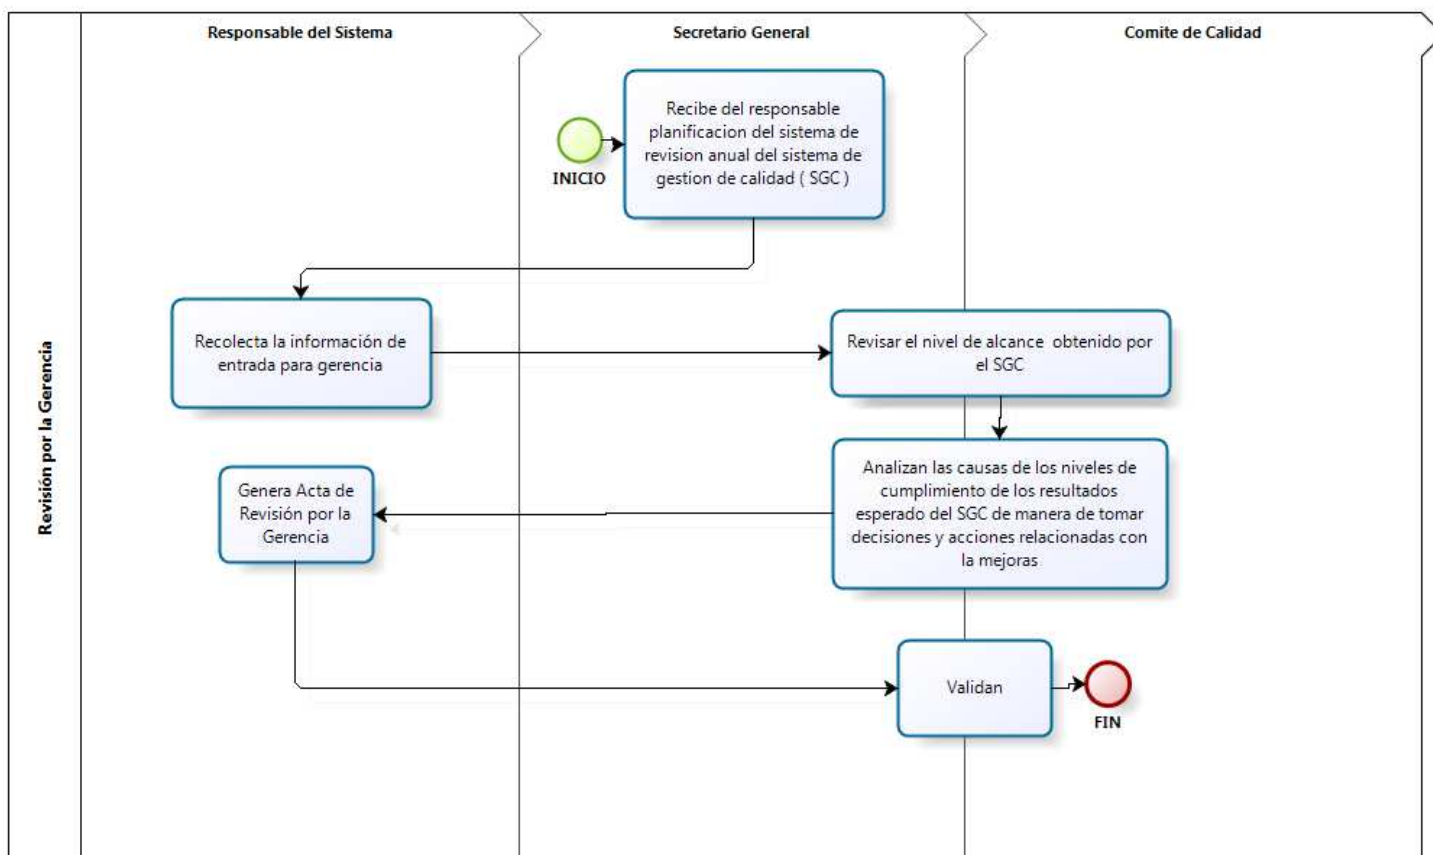 Responsable del Sistema
Secretario General
Comite de Calidad
Revisión por la Gerencia
Recibe del responsable
planificacion del sistema de
revision anual del sistema de
gestion de calidad ( SGC )
INICIO
Recolecta la información de
entrada para gerencia
Revisar el nivel de alcance obtenido por
el SGC
Analizan las causas de los niveles de
cumplimiento de los resultados
esperado del SGC de manera de tomar
decisiones y acciones relacionadas con
la mejoras
Genera Acta de
Revisión por la
Gerencia
Validan
FIN